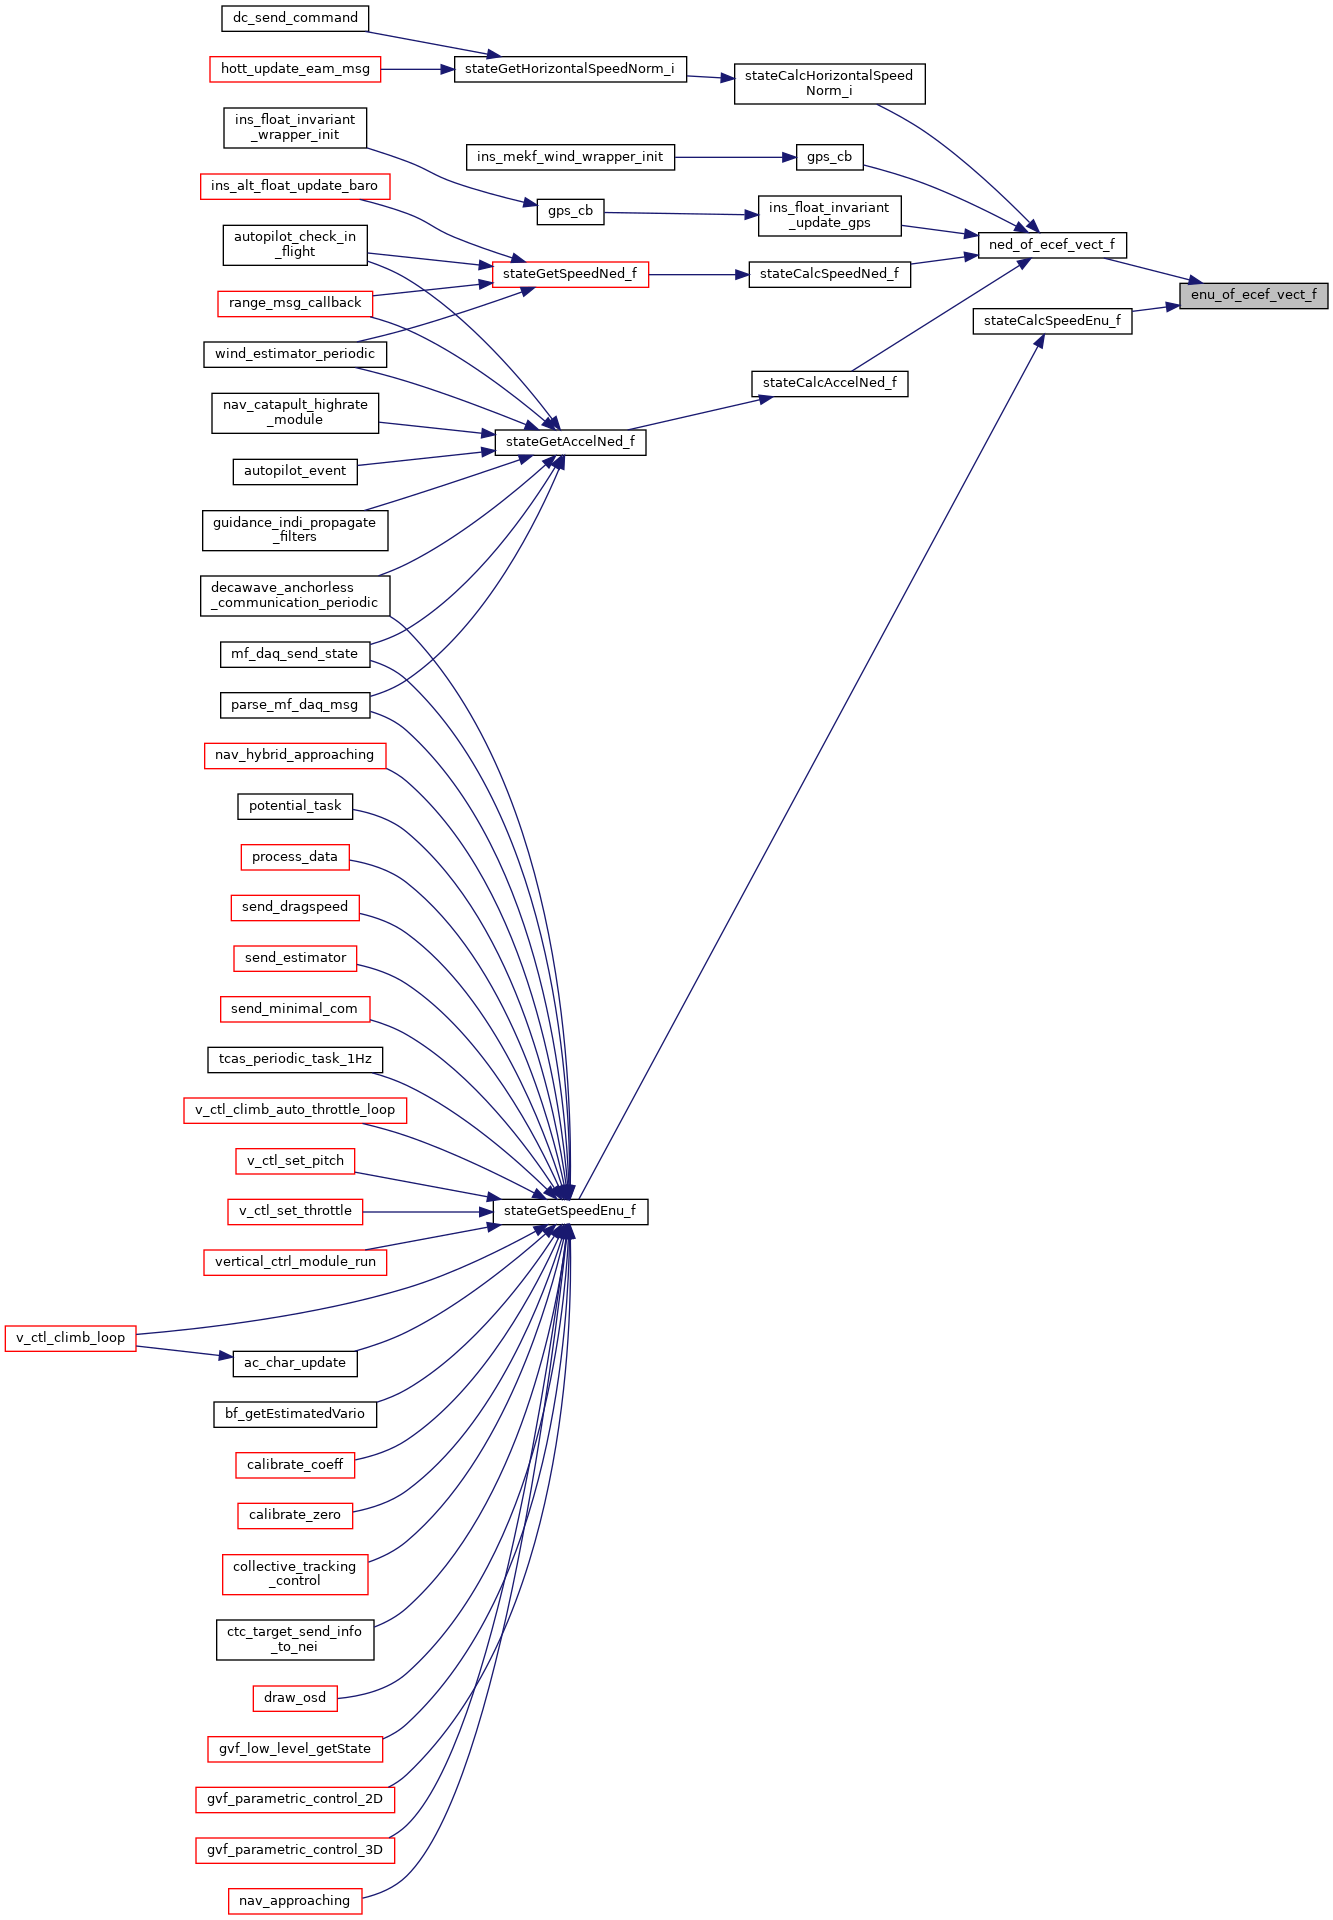 dc_send_command
hott_update_eam_msg
stateGetHorizontalSpeedNorm_i
stateCalcHorizontalSpeed
Norm_i
ins_float_invariant
_wrapper_init
ins_mekf_wind_wrapper_init
gps_cb
ins_alt_float_update_baro
gps_cb
ins_float_invariant
_update_gps
autopilot_check_in
_flight
ned_of_ecef_vect_f
stateGetSpeedNed_f
stateCalcSpeedNed_f
enu_of_ecef_vect_f
range_msg_callback
stateCalcSpeedEnu_f
wind_estimator_periodic
stateCalcAccelNed_f
nav_catapult_highrate
_module
stateGetAccelNed_f
autopilot_event
guidance_indi_propagate
_filters
decawave_anchorless
_communication_periodic
mf_daq_send_state
parse_mf_daq_msg
nav_hybrid_approaching
potential_task
process_data
send_dragspeed
send_estimator
send_minimal_com
tcas_periodic_task_1Hz
v_ctl_climb_auto_throttle_loop
v_ctl_set_pitch
v_ctl_set_throttle
stateGetSpeedEnu_f
vertical_ctrl_module_run
v_ctl_climb_loop
ac_char_update
bf_getEstimatedVario
calibrate_coeff
calibrate_zero
collective_tracking
_control
ctc_target_send_info
_to_nei
draw_osd
gvf_low_level_getState
gvf_parametric_control_2D
gvf_parametric_control_3D
nav_approaching